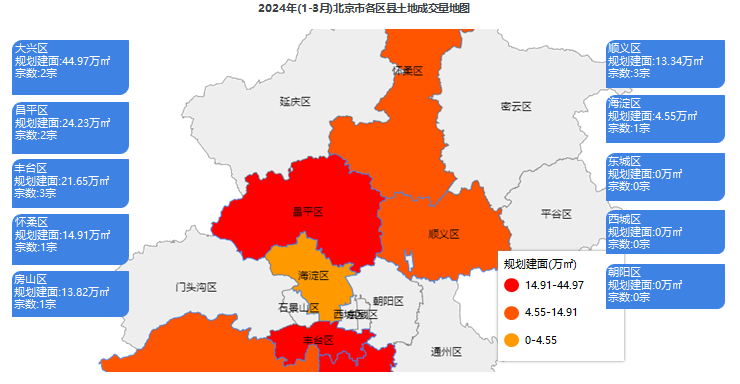 2024年(1-3月)北京市各区县土地成交量地图
大兴区
规划建面:44.97万㎡
宗数:2宗
昌平区
规划建面:24.23万㎡
宗数:2宗
丰台区
规划建面:21.65万㎡
宗数:3宗
怀柔区
规划建面:14.91万㎡
宗数:1宗
房山区
规划建面:13.82万㎡
宗数:1宗
顺义区
规划建面:13.34万㎡
宗数:3宗
海淀区
规划建面:4.55万㎡
宗数:1宗
东城区
规划建面:0万㎡
宗数:0宗
西城区
规划建面:0万㎡
宗数:0宗
朝阳区
规划建面:0万㎡
宗数:0宗
怀柔区
延庆区
密云区
昌平区
平谷区
顺义区
海淀区
门头沟区
朝阳区
石景山区
西城区
东城区
丰台区
通州区
规划建面(万㎡)
14.91-44.97
4.55-14.91
0-4.55